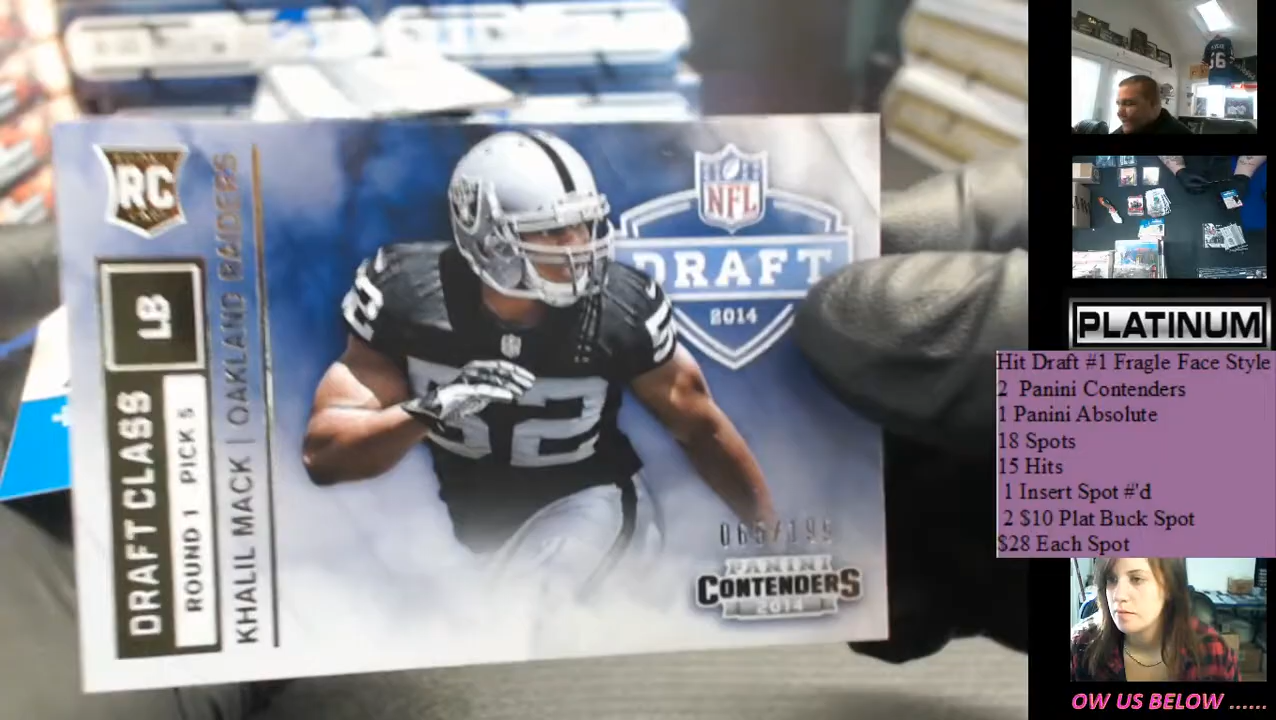 RC
LB
DRAFT CLASS
ROUND 1 PICK 5
KHALIL MACK | OAKLAND RAIDERS
NFL
DRAFT
2014
52
065/199
PANINI
CONTENDERS
2014
PLATINUM
Hit Draft #1 Fragle Face Style
2 Panini Contenders
1 Panini Absolute
18 Spots
15 Hits
1 Insert Spot #'d
2 $10 Plat Buck Spot
$28 Each Spot
OW US BELOW ......